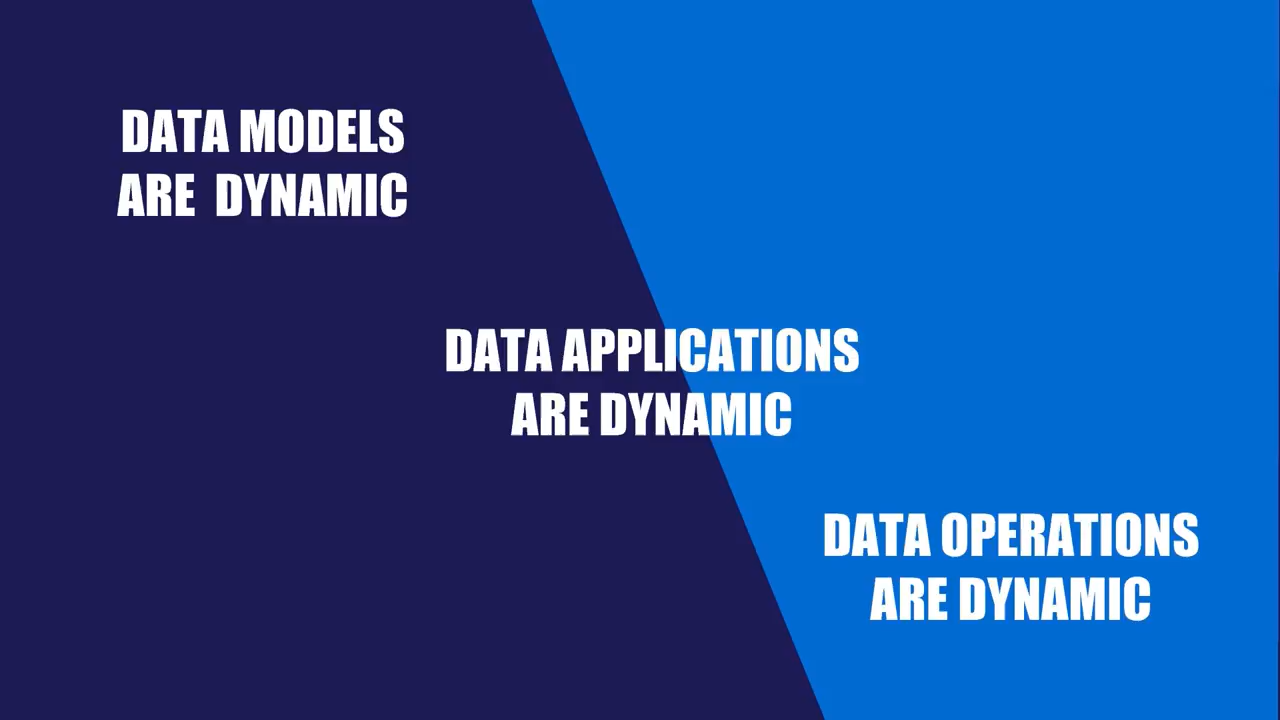 DATA MODELS
ARE  DYNAMIC
DATA APPLICATIONS
ARE DYNAMIC
DATA OPERATIONS
ARE DYNAMIC